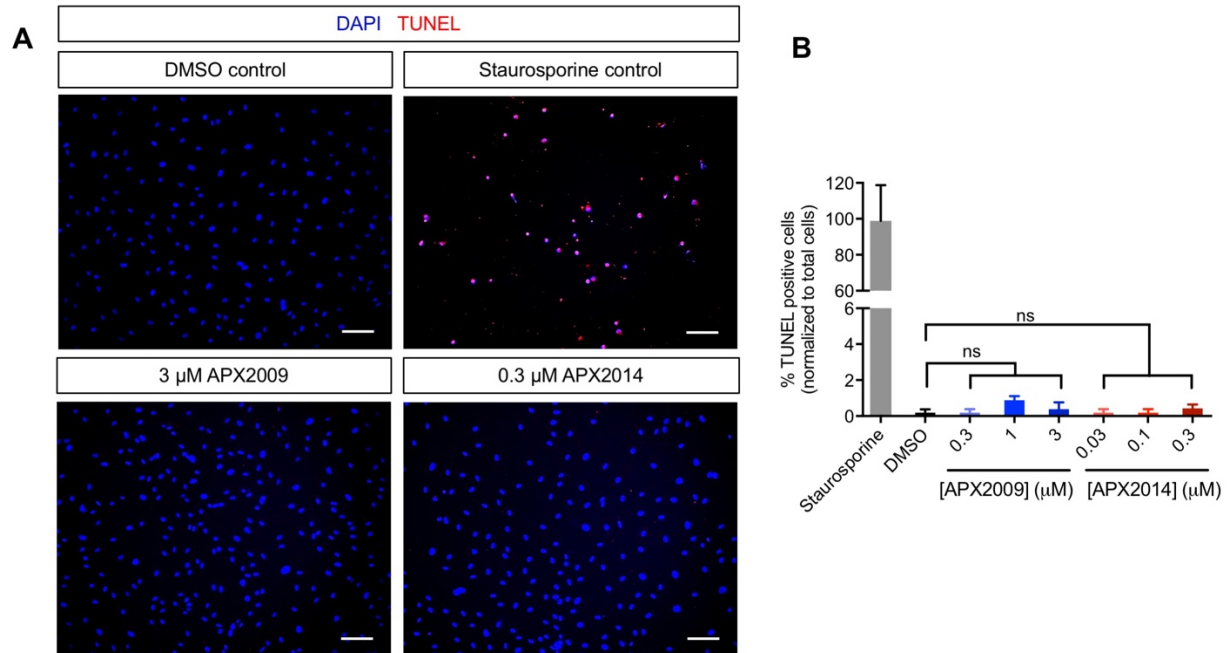 A
DAPI TUNEL
DMSO control
Staurosporine control
3 µM APX2009
0.3 µM APX2014
B
% TUNEL positive cells
(normalized to total cells)
120
100
80
60
6
4
2
0
ns
ns
Staurosporine
DMSO
0.3
1
3
0.03
0.1
0.3
[APX2009] (µM)
[APX2014] (µM)